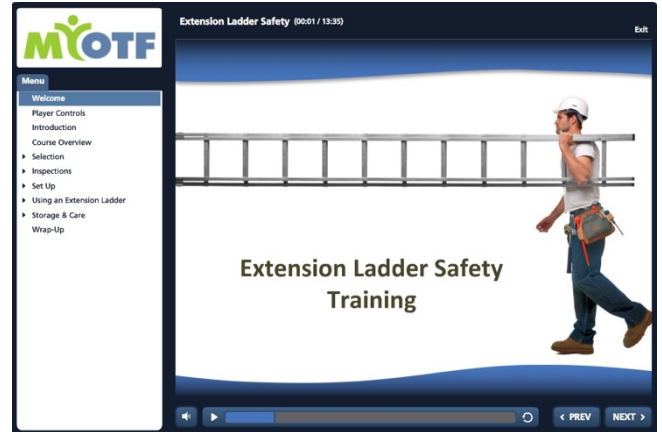 MYOTF
Extension Ladder Safety (00:01 / 13:35)
Exit
Menu
Welcome
Player Controls
Introduction
Course Overview
Selection
Inspections
Set Up
Using an Extension Ladder
Storage & Care
Wrap-Up
Extension Ladder Safety
Training
< PREV
NEXT >